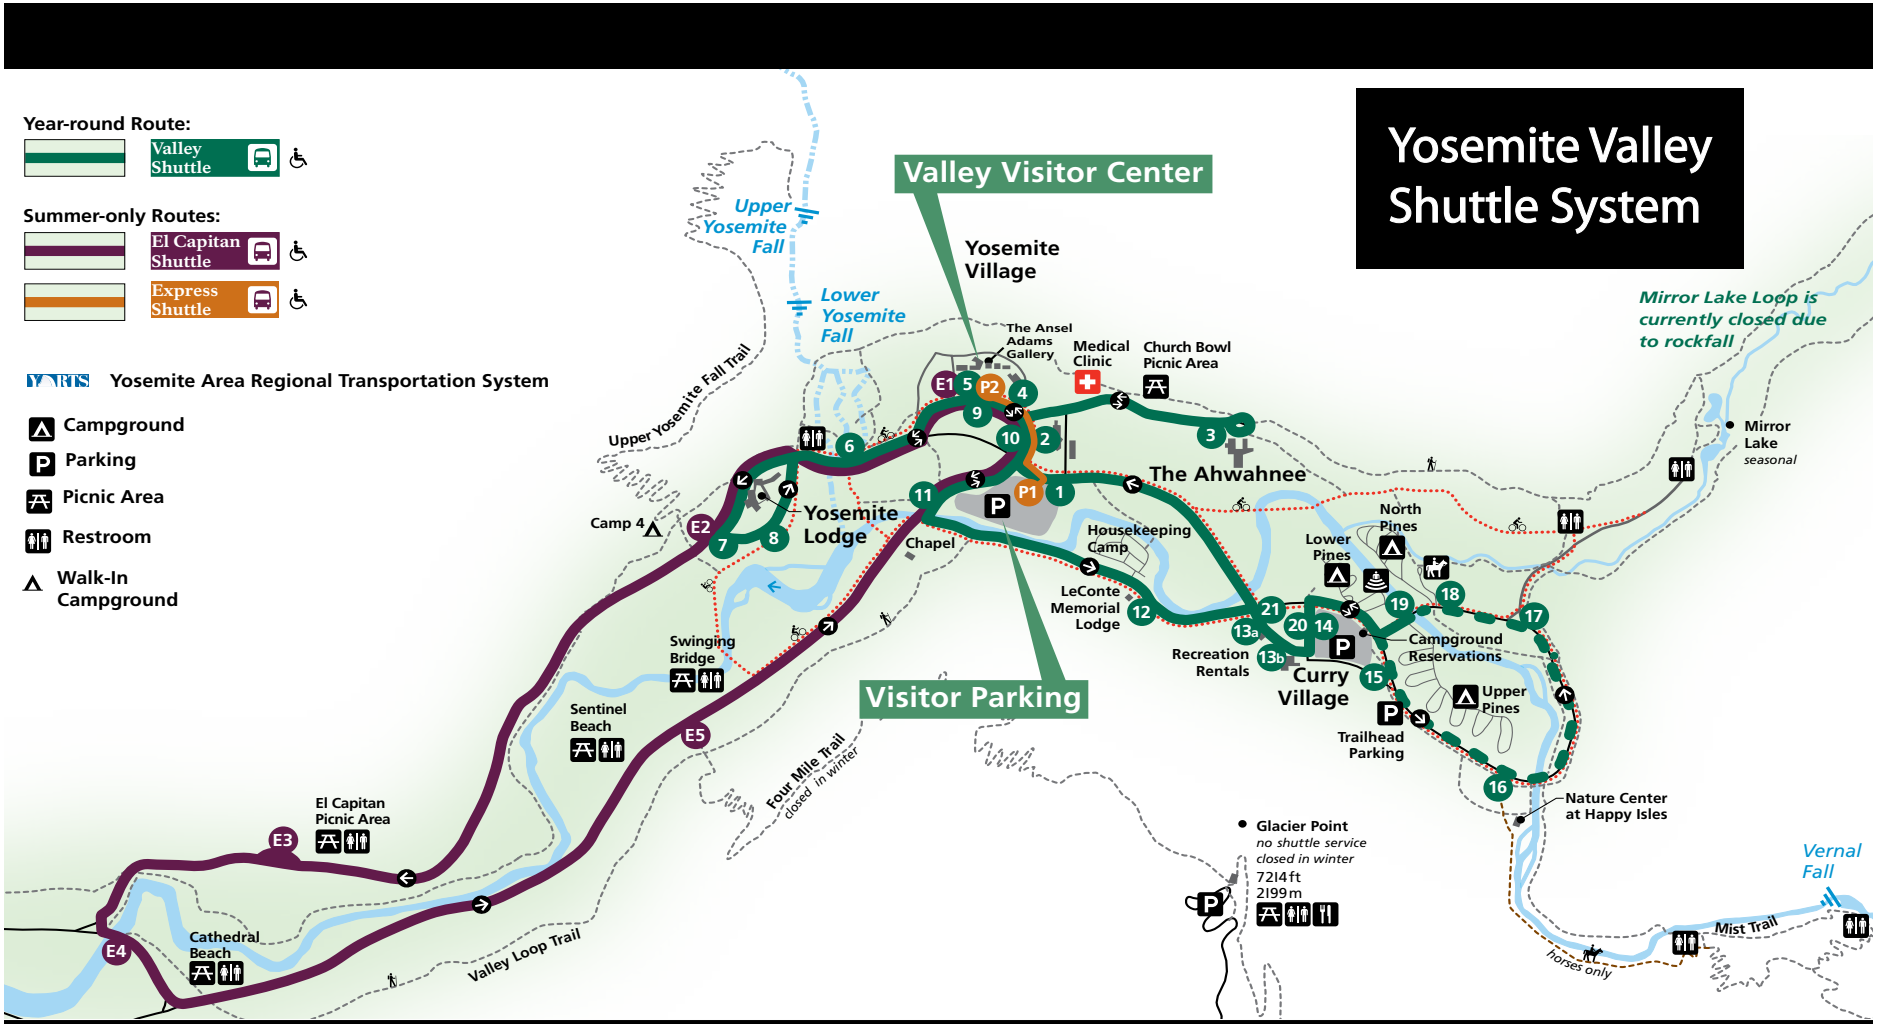 Yosemite Valley
Shuttle System
Year-round Route:
Valley
Shuttle
Summer-only Routes:
El Capitan
Shuttle
Express
Shuttle
YARTS Yosemite Area Regional Transportation System
Campground
P Parking
Picnic Area
Restroom
Walk-In
Campground
Valley Visitor Center
Upper
Yosemite
Fall
Yosemite
Village
Lower
Yosemite
Fall
Mirror Lake Loop is
currently closed due
to rockfall
The Ansel
Adams
Gallery
Medical
Clinic
Church Bowl
Picnic Area
Upper Yosemite Fall Trail
E1
5
P2
4
9
10
2
3
6
Mirror
Lake
seasonal
The Ahwahnee
11
P
P1
1
Yosemite
Lodge
Camp 4
E2
7
8
Chapel
Housekeeping
Camp
North
Pines
Lower
Pines
LeConte
Memorial
Lodge
12
21
13a
13b
20
14
P
19
18
17
Campground
Reservations
Recreation
Rentals
Curry
Village
15
Upper
Pines
P
Trailhead
Parking
16
Swinging
Bridge
Visitor Parking
Sentinel
Beach
E5
Four Mile Trail
closed in winter
El Capitan
Picnic Area
E3
Nature Center
at Happy Isles
Glacier Point
no shuttle service
closed in winter
7214 ft
2199 m
P
Vernal
Fall
Mist Trail
horses only
E4
Cathedral
Beach
Valley Loop Trail